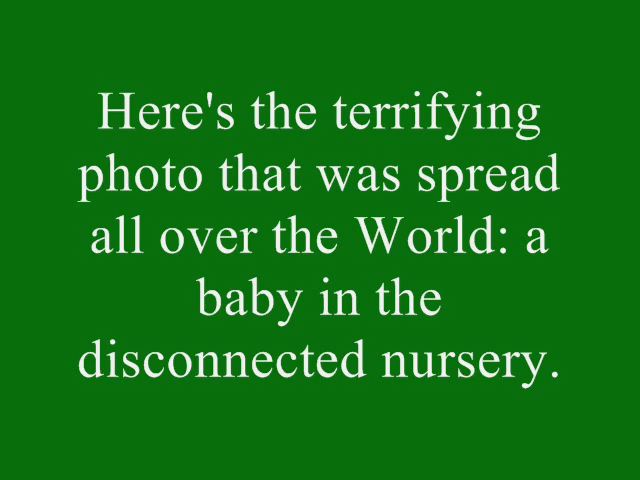 Here's the terrifying
photo that was spread
all over the World: a
baby in the
disconnected nursery.